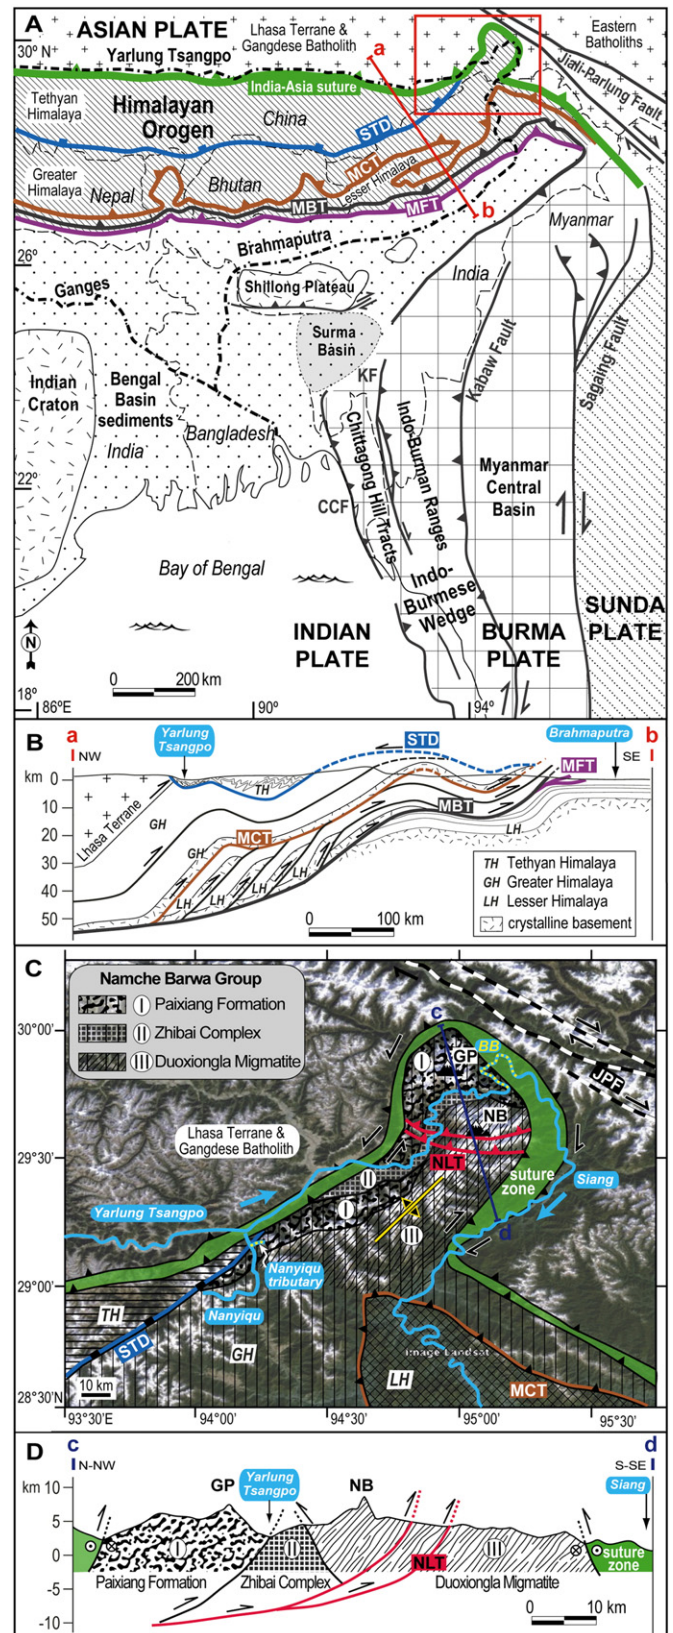 A
ASIAN PLATE
Lhasa Terrane &
Gangdese Batholith
Eastern
Batholiths
30°N
Yarlung Tsangpo
a
India-Asia suture
Jiali-Parlung Fault
Tethyan
Himalaya
Himalayan
Orogen
China
STD
MCT
Lesser Himalaya
Greater
Himalaya
Nepal
Bhutan
MBT
MFT
b
Myanmar
Brahmaputra
26°
India
Ganges
Shillong Plateau
Surma
Basin
Kabaw Fault
Sagaing Fault
KF
Indian
Craton
Bengal
Basin
sediments
India
Bangladesh
Chittagong Hill Tracts
Indo-Burman Ranges
Myanmar
Central
Basin
22°
CCF
Bay of Bengal
Indo-
Burmese
Wedge
SUNDA
PLATE
INDIAN
PLATE
BURMA
PLATE
N
0 200 km
18°
86°E
90°
94°
B
a
NW
Yarlung
Tsangpo
STD
Brahmaputra
b
SE
MFT
km 0
10
20
30
40
50
Lhasa Terrane
TH
GH
MCT
MBT
GH
LH
LH
LH
LH
LH
TH Tethyan Himalaya
GH Greater Himalaya
LH Lesser Himalaya
crystalline basement
0 100 km
C
Namche Barwa Group
I Paixiang Formation
II Zhibai Complex
III Duoxiongla Migmatite
30°00'
c
I
GP
BB
JPF
NB
Lhasa Terrane &
Gangdese Batholith
NLT
29°30'
II
suture
zone
Siang
Yarlung Tsangpo
I
III
d
Nanyiqu
tributary
29°00'
TH
Nanyiqu
STD
GH
Image Landsat
LH
MCT
28°30'N
10 km
93°30'E
94°00'
94°30'
95°00'
95°30'
D
c
N-NW
d
S-SE
GP
Yarlung
Tsangpo
NB
Siang
km 10
5
0
-5
-10
I
II
III
NLT
suture
zone
Paixiang Formation
Zhibai Complex
Duoxiongla Migmatite
0 10 km